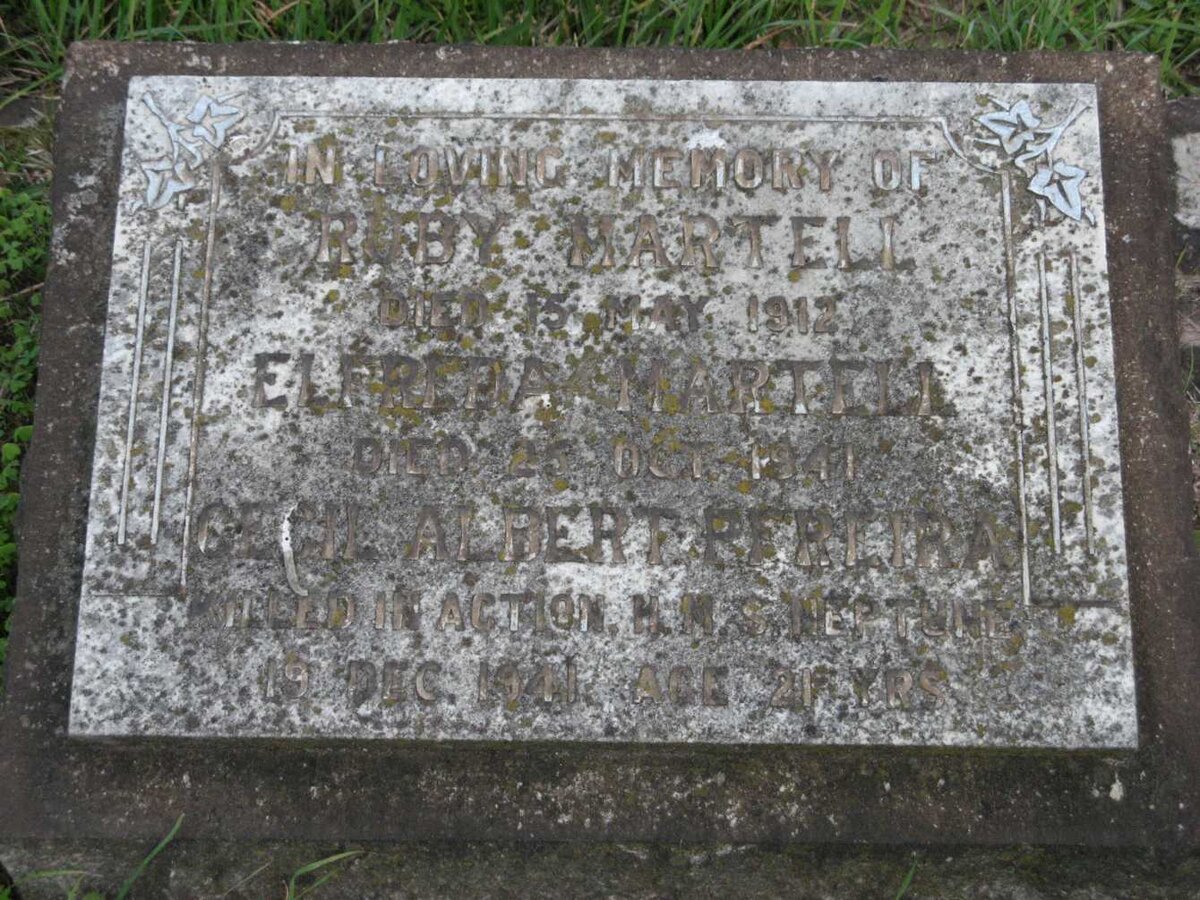 IN LOVING MEMORY OF
RUBY MARTELL
DIED 15 MAY 1912
ELFREDA MARTELL
DIED 25 OCT. 1941
CECIL ALBERT PEREIRA
KILLED IN ACTION, H.M.S. NEPTUNE
19 DEC 1941 AGE 21 YRS